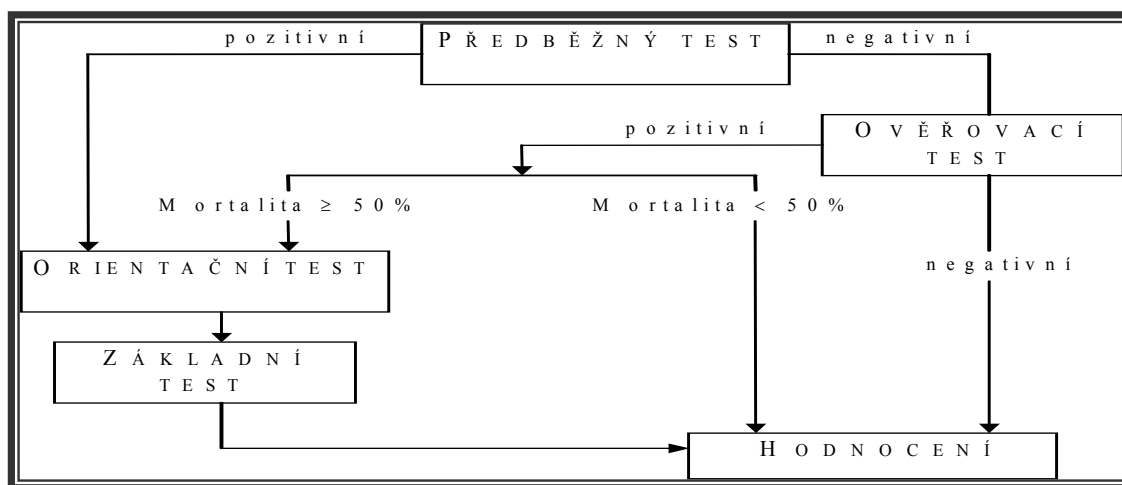 pozitivní
PŘEDBĚŽNÝ TEST
negativní
OVĚŘOVACÍ
TEST
pozitivní
Mortalita ≥ 50%
Mortalita < 50%
ORIENTAČNÍ TEST
negativní
ZÁKLADNÍ
TEST
HODNOCENÍ